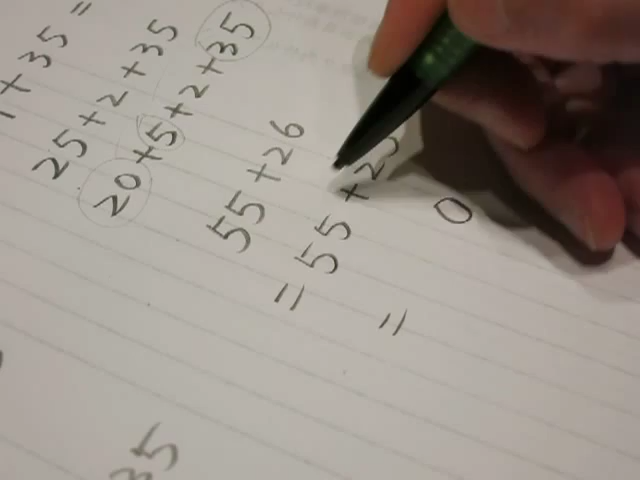 + 35 =
25 + 2 + 35
20 + 5 + 2 + 35
55 + 26
= 55 + 2
=
0
35